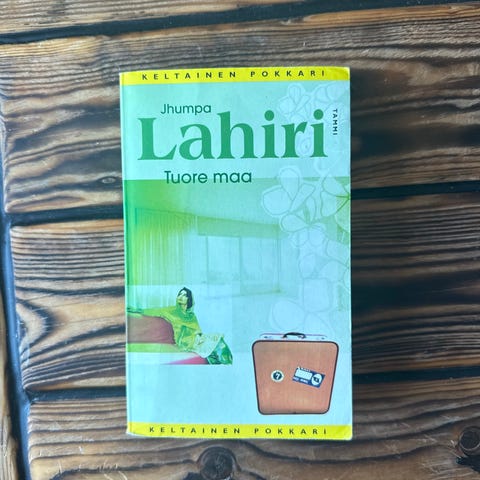 KELTAINEN POKKARI
Jhumpa
Lahiri
TAMMI
Tuore maa
KELTAINEN POKKARI